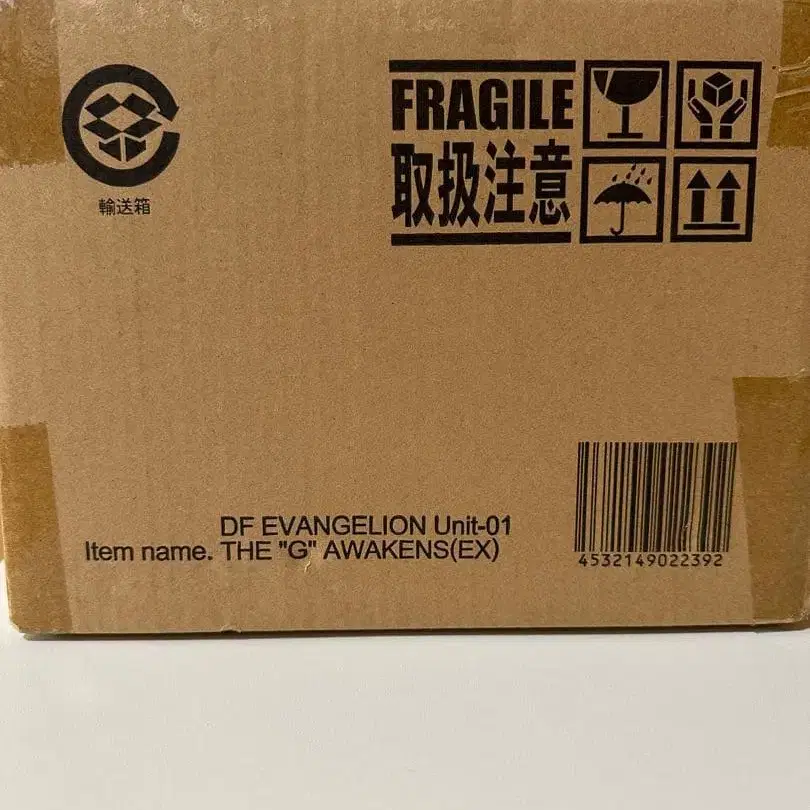 輸送箱
FRAGILE
取扱注意
DF EVANGELION Unit-01
Item name. THE "G" AWAKENS(EX)
4532149022392